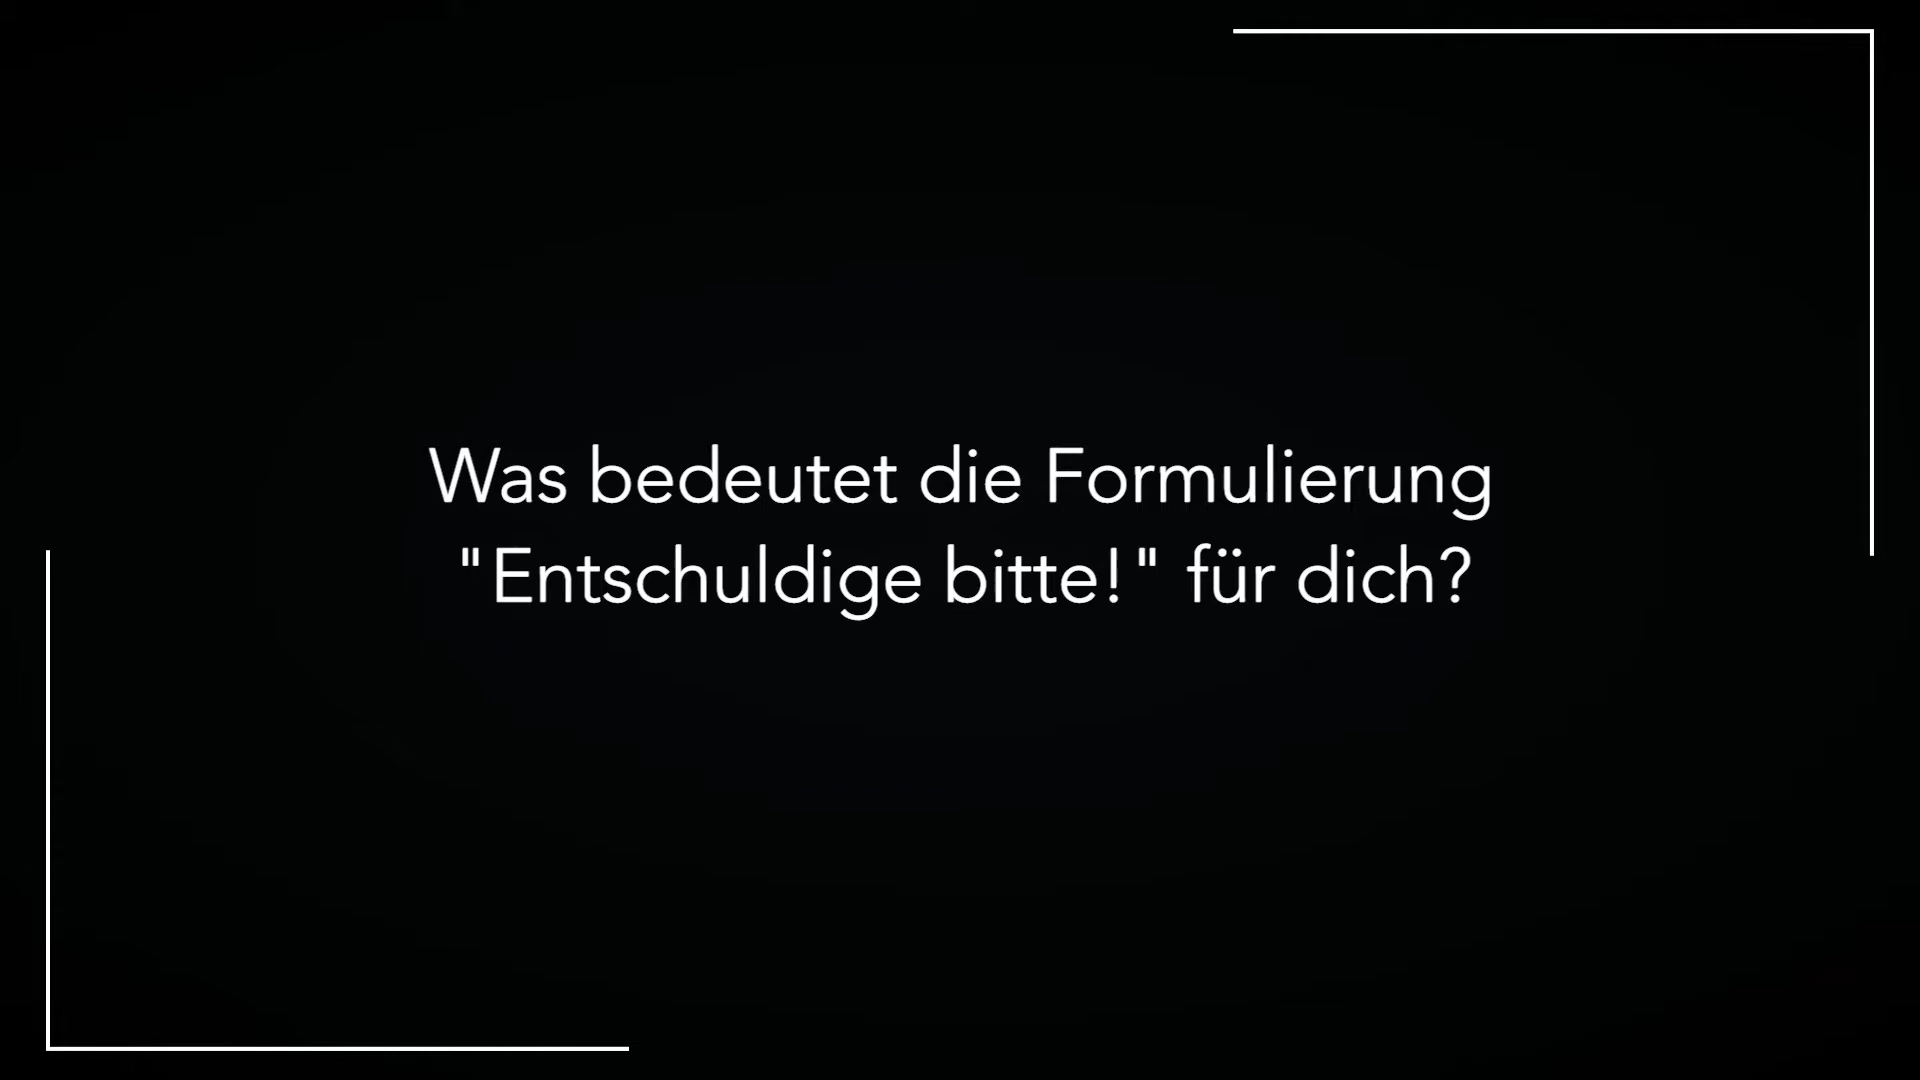 Was bedeutet die Formulierung
"Entschuldige bitte!" für dich?